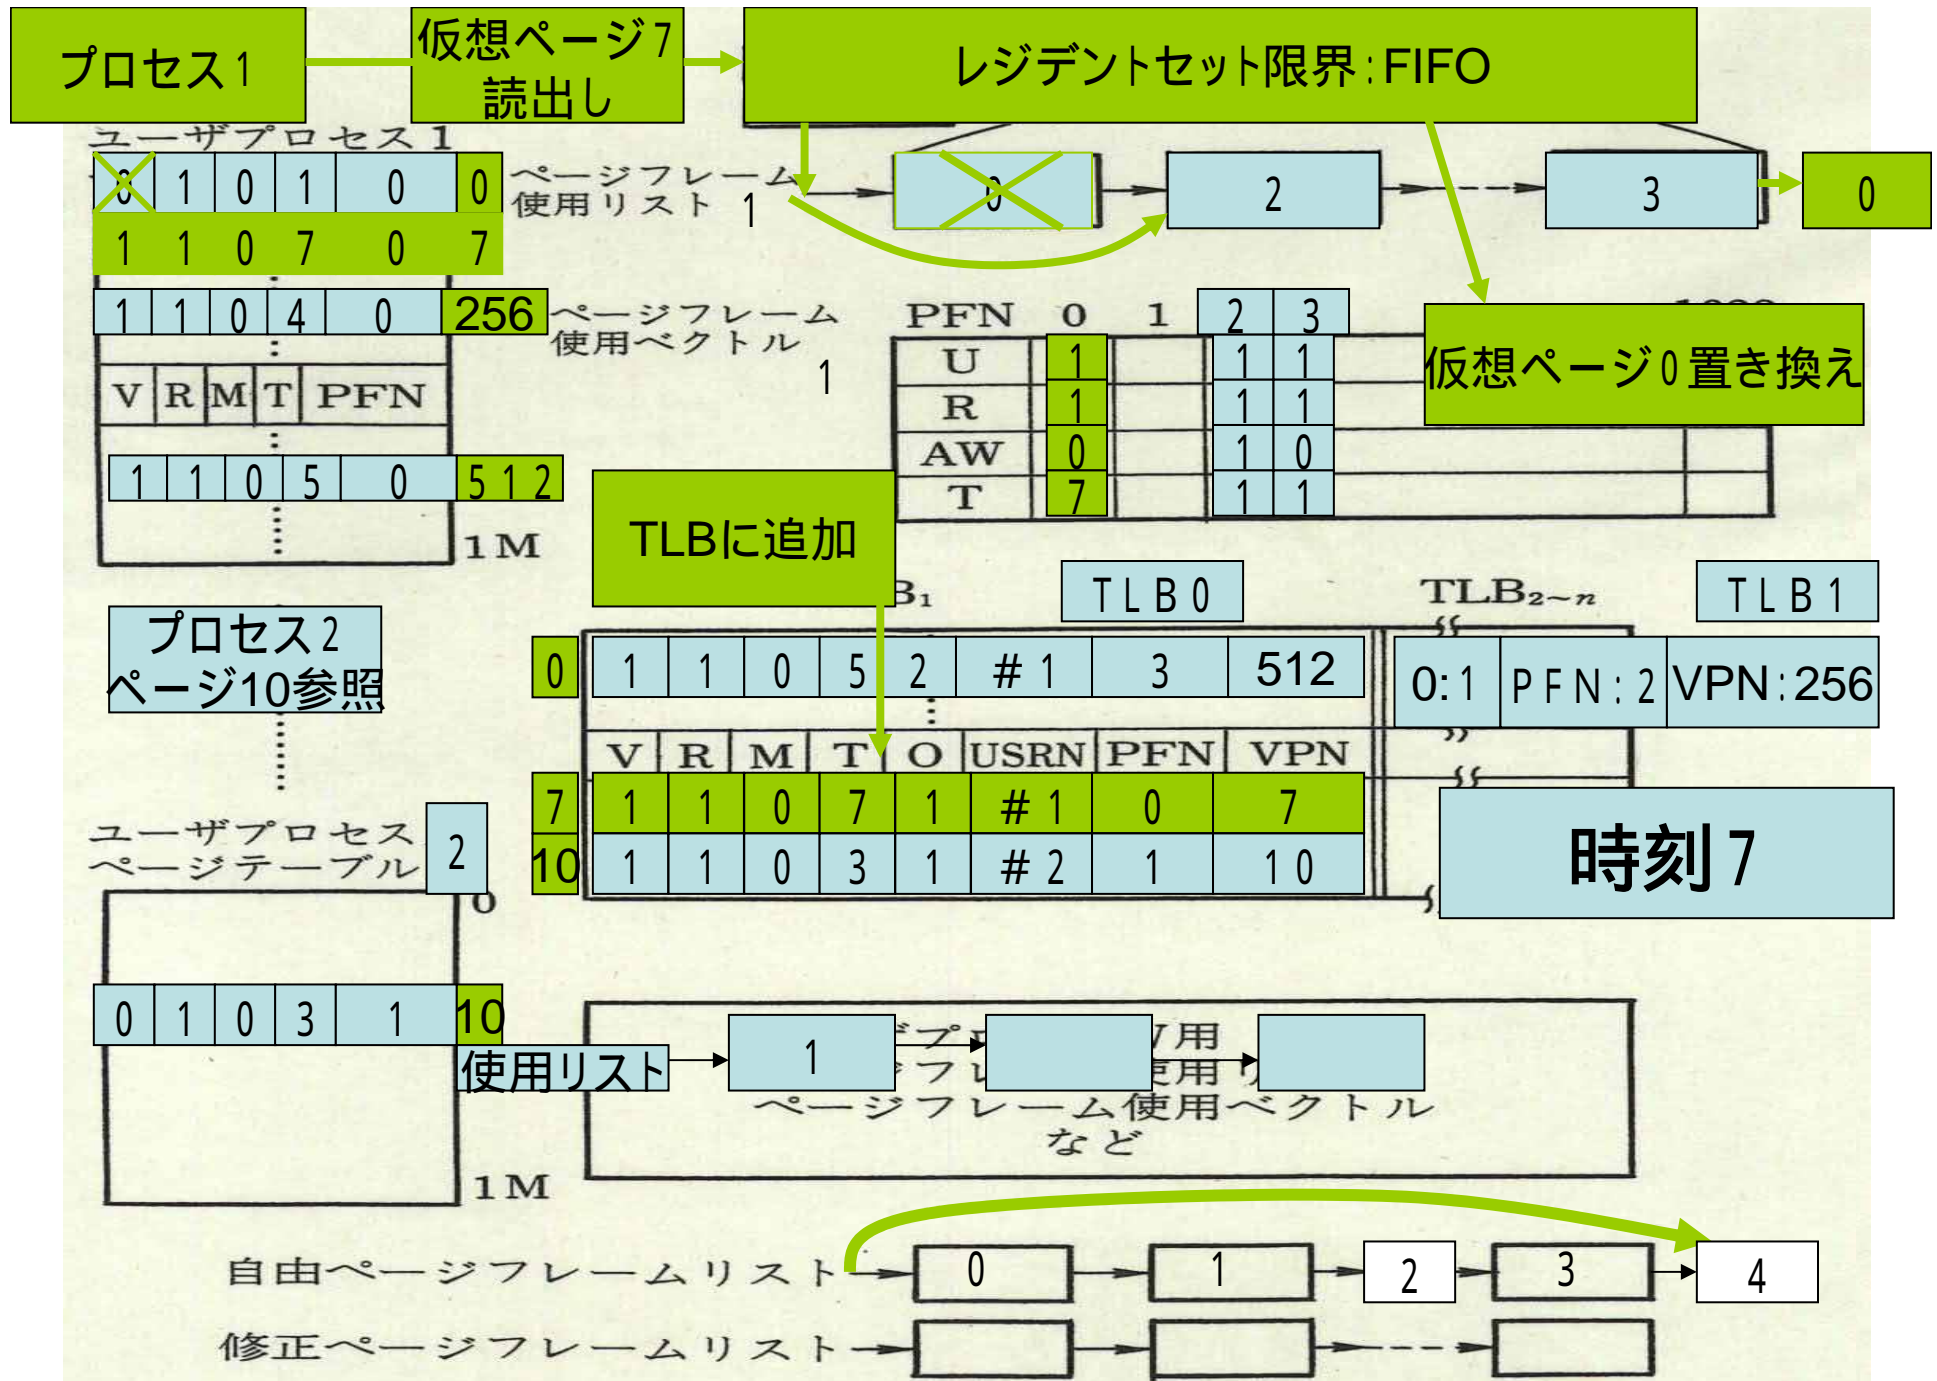 プロセス1
仮想ページ7
読出し
レジデントセット限界:FIFO
ユーザプロセス1
0 1 0 1 0 0
ページフレーム
使用リスト 1
0 2 3 0
1 1 0 7 0 7
1 1 0 4 0 256
ページフレーム
使用ベクトル
1
PFN 0 1 2 3
U 1 1 1
R 1 1 1
AW 0 1 0
T 7 1 1
仮想ページ0置き換え
V R M T PFN
1 1 0 5 0 512
1M
TLBに追加
TLB0
TLB2~n
TLB1
プロセス2
ページ10参照
0 1 1 0 5 2 #1 3 512
0:1 PFN:2 VPN:256
V R M T O USRN PFN VPN
7 1 1 0 7 1 #1 0 7
10 1 1 0 3 1 #2 1 10
時刻7
ユーザプロセス
ページテーブル 2
0
0 1 0 3 1 10
使用リスト
1
ページフレーム使用ベクトル
など
1M
自由ページフレームリスト 0 1 2 3 4
修正ページフレームリスト